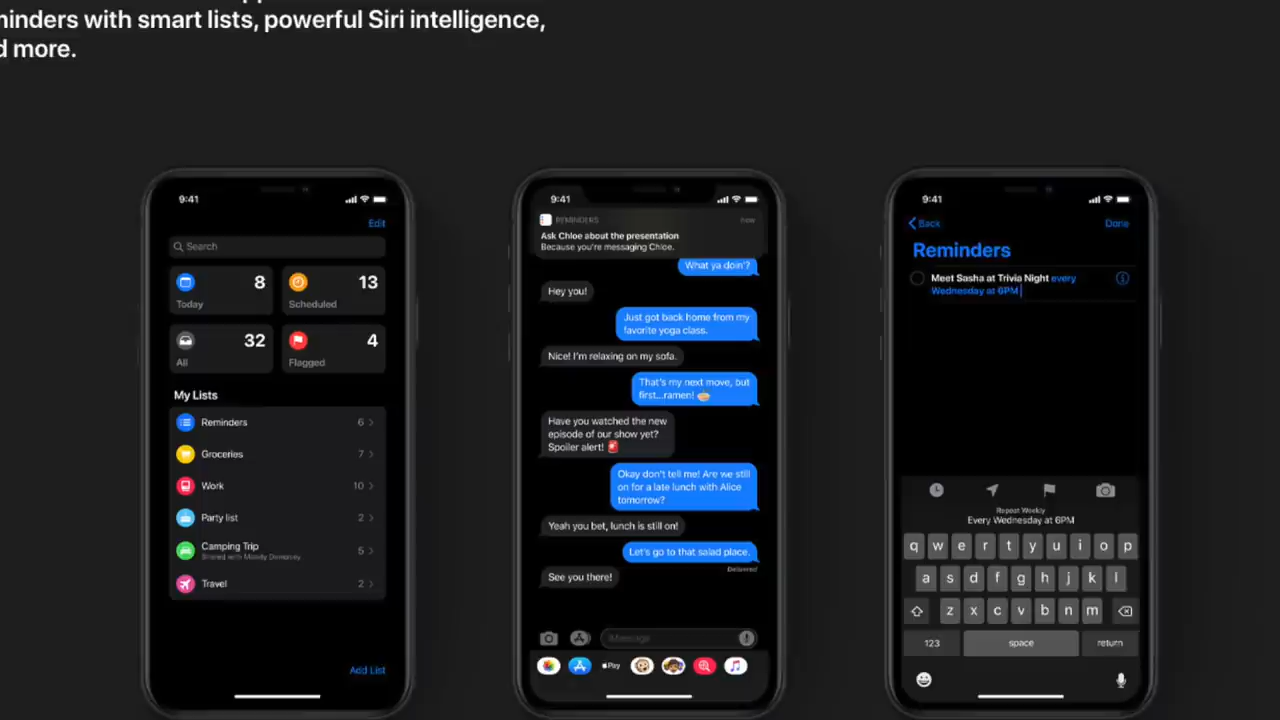 minders with smart lists, powerful Siri intelligence,
d more.
9:41
Edit
Search
8
Today
13
Scheduled
32
All
4
Flagged
My Lists
Reminders 6
Groceries 7
Work 10
Party list 2
Camping Trip 5
Shared with Mandy
Travel 2
Add List
9:41
REMINDERS now
Ask Chloe about the presentation
Because you're messaging Chloe.
What ya doin'?
Hey you!
Just got back home from my
favorite yoga class.
Nice! I'm relaxing on my sofa.
That's my next move, but
first...ramen! 🍜
Have you watched the new
episode of our show yet?
Spoiler alert! 🚨
Okay don't tell me! Are we still
on for a late lunch with Alice
tomorrow?
Yeah you bet, lunch is still on!
Let's go to that salad place.
Delivered
See you there!
iMessage
Pay
9:41
Back Done
Reminders
Meet Sasha at Trivia Night every
Wednesday at 6PM
Repeat Weekly
Every Wednesday at 6PM
q w e r t y u i o p
a s d f g h j k l
z x c v b n m
123 space return